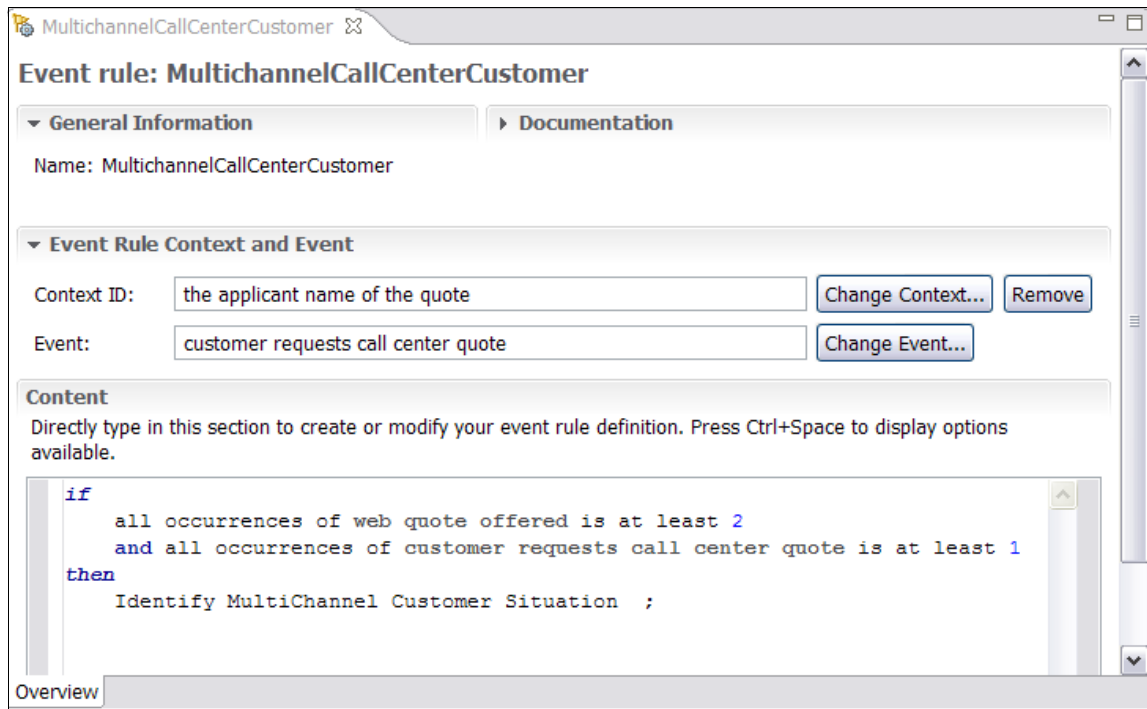 MultichannelCallCenterCustomer
Event rule: MultichannelCallCenterCustomer
General Information
Documentation
Name: MultichannelCallCenterCustomer
Event Rule Context and Event
Context ID: the applicant name of the quote Change Context... Remove
Event: customer requests call center quote Change Event...
Content
Directly type in this section to create or modify your event rule definition. Press Ctrl+Space to display options
available.
if
all occurrences of web quote offered is at least 2
and all occurrences of customer requests call center quote is at least 1
then
Identify MultiChannel Customer Situation ;
Overview